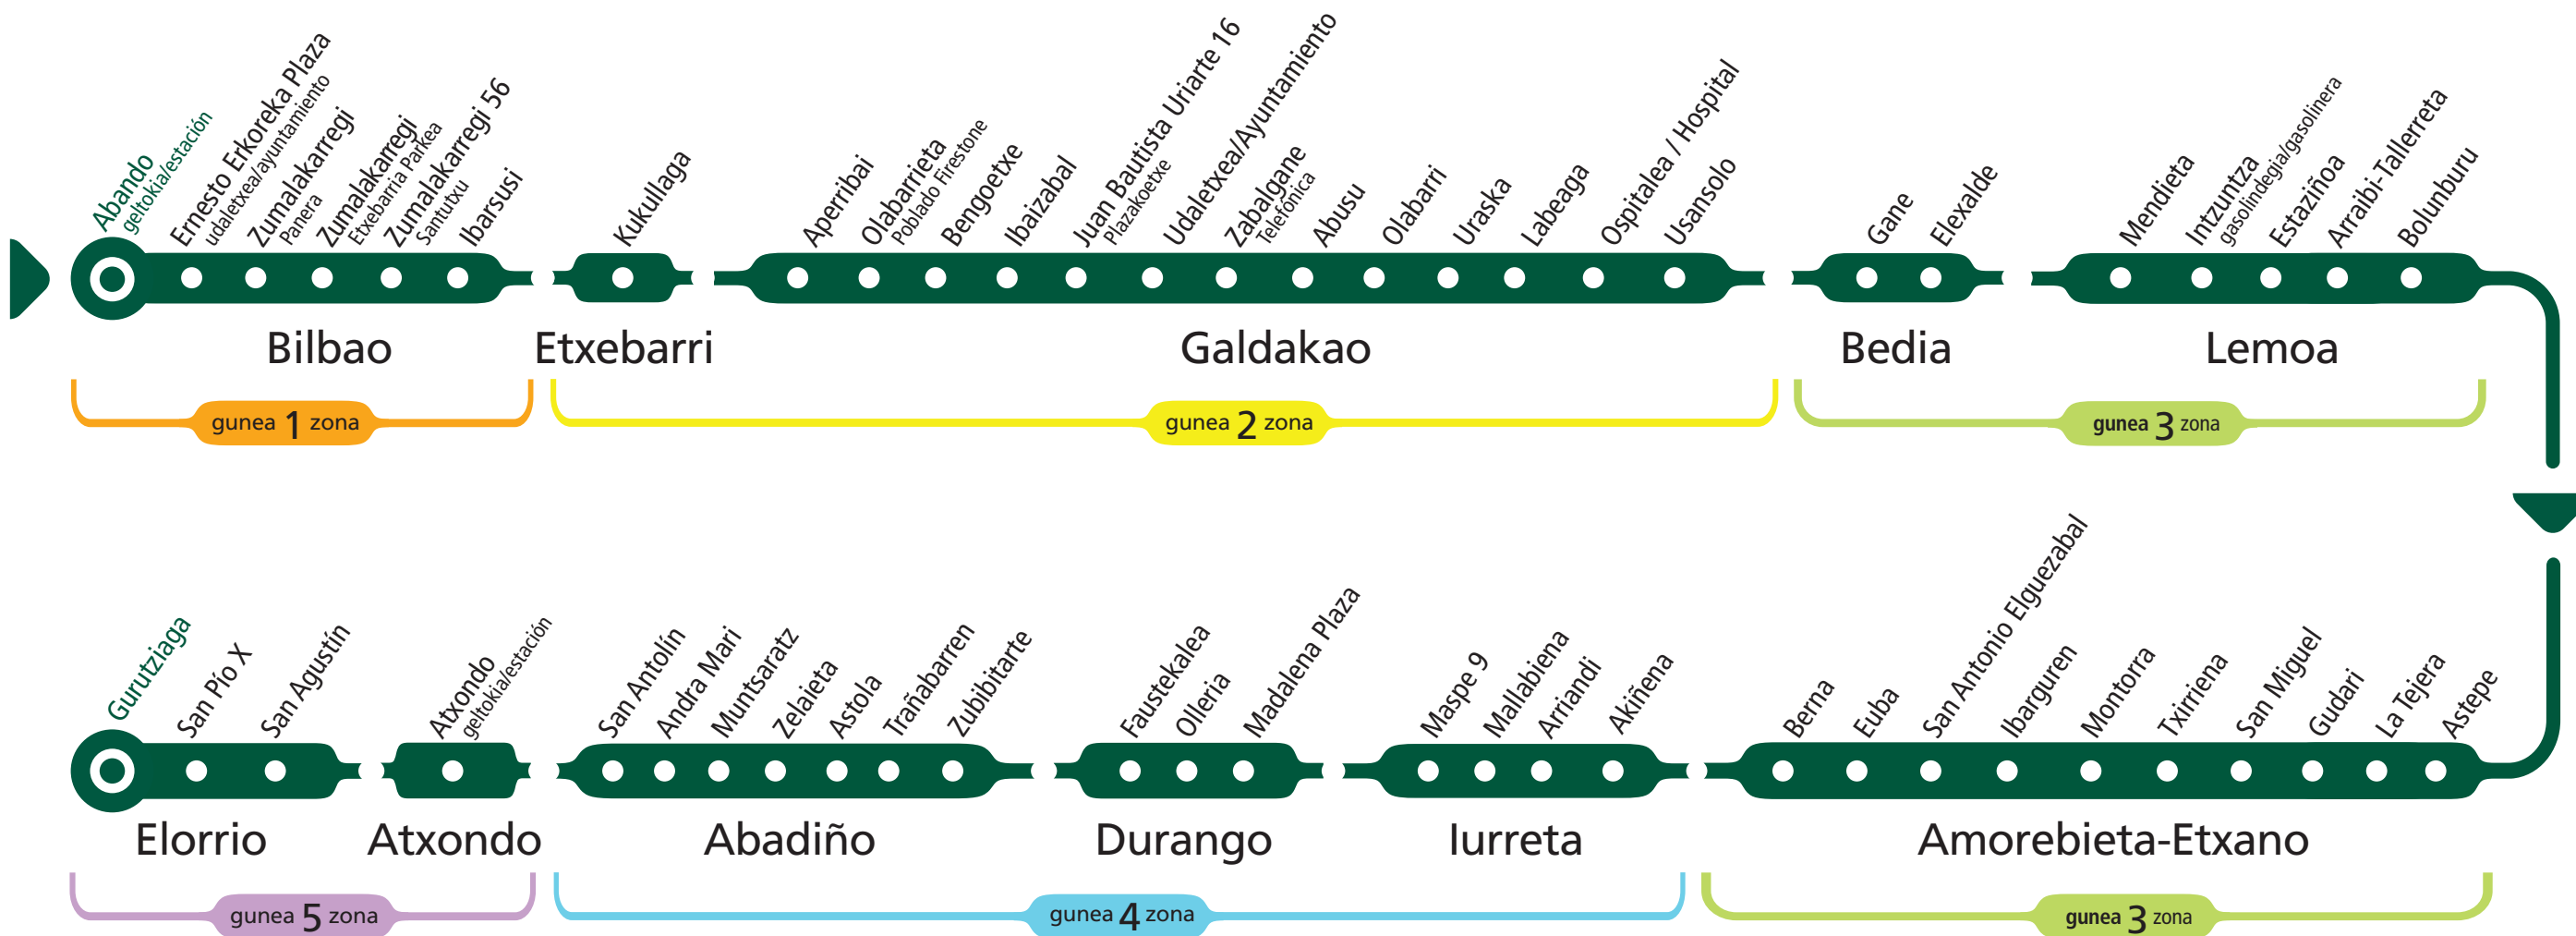 Abando
geltokia/estación
Ernesto Erkoreka Plaza
udaletxea/ayuntamiento
Zumalakarregi
Panera
Zumalakarregi
Etxebarria Parkea
Zumalakarregi 56
Santutxu
Ibarsusi
Kukullaga
Aperribai
Olabarrieta
Poblado Firestone
Bengoetxe
Ibaizabal
Juan Bautista Uriarte 16
Plazakoetxe
Udaletxea/Ayuntamiento
Zabalgane
Telefónica
Abusu
Olabarri
Uraska
Labeaga
Ospitalea / Hospital
Usansolo
Gane
Elexalde
Mendieta
Intzuntza
gasolindegia/gasolinera
Estaziñoa
Arraibi-Tallerreta
Bolunburu
Bilbao
Etxebarri
Galdakao
Bedia
Lemoa
gunea 1 zona
gunea 2 zona
gunea 3 zona
Gurutziaga
San Pío X
San Agustín
Atxondo
geltokia/estación
San Antolín
Andra Mari
Muntsaratz
Zelaieta
Astola
Trañabarren
Zubibitarte
Faustekalea
Olleria
Madalena Plaza
Maspe 9
Mallabiena
Arriandi
Akiñena
Berna
Euba
San Antonio Elguezabal
Ibarguren
Montorra
Txirriena
San Miguel
Gudari
La Tejera
Astepe
Elorrio
Atxondo
Abadiño
Durango
Iurreta
Amorebieta-Etxano
gunea 5 zona
gunea 4 zona
gunea 3 zona